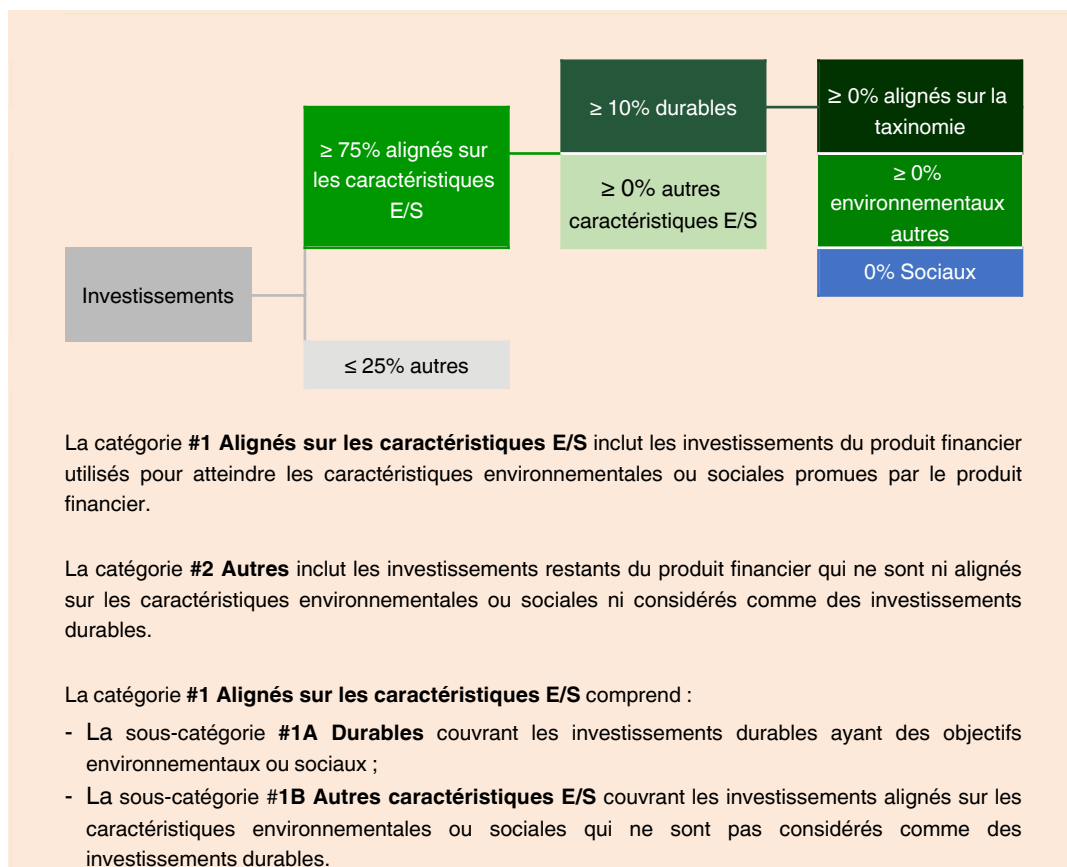 ≥ 10% durables
≥ 0% alignés sur la
taxinomie
≥ 75% alignés sur
les caractéristiques
E/S
≥ 0% autres
caractéristiques E/S
≥ 0%
environnementaux
autres
0% Sociaux
Investissements
≤ 25% autres
La catégorie #1 Alignés sur les caractéristiques E/S inclut les investissements du produit financier
utilisés pour atteindre les caractéristiques environnementales ou sociales promues par le produit
financier.
La catégorie #2 Autres inclut les investissements restants du produit financier qui ne sont ni alignés
sur les caractéristiques environnementales ou sociales ni considérés comme des investissements
durables.
La catégorie #1 Alignés sur les caractéristiques E/S comprend :
- La sous-catégorie #1A Durables couvrant les investissements durables ayant des objectifs
environnementaux ou sociaux ;
- La sous-catégorie #1B Autres caractéristiques E/S couvrant les investissements alignés sur les
caractéristiques environnementales ou sociales qui ne sont pas considérés comme des
investissements durables.